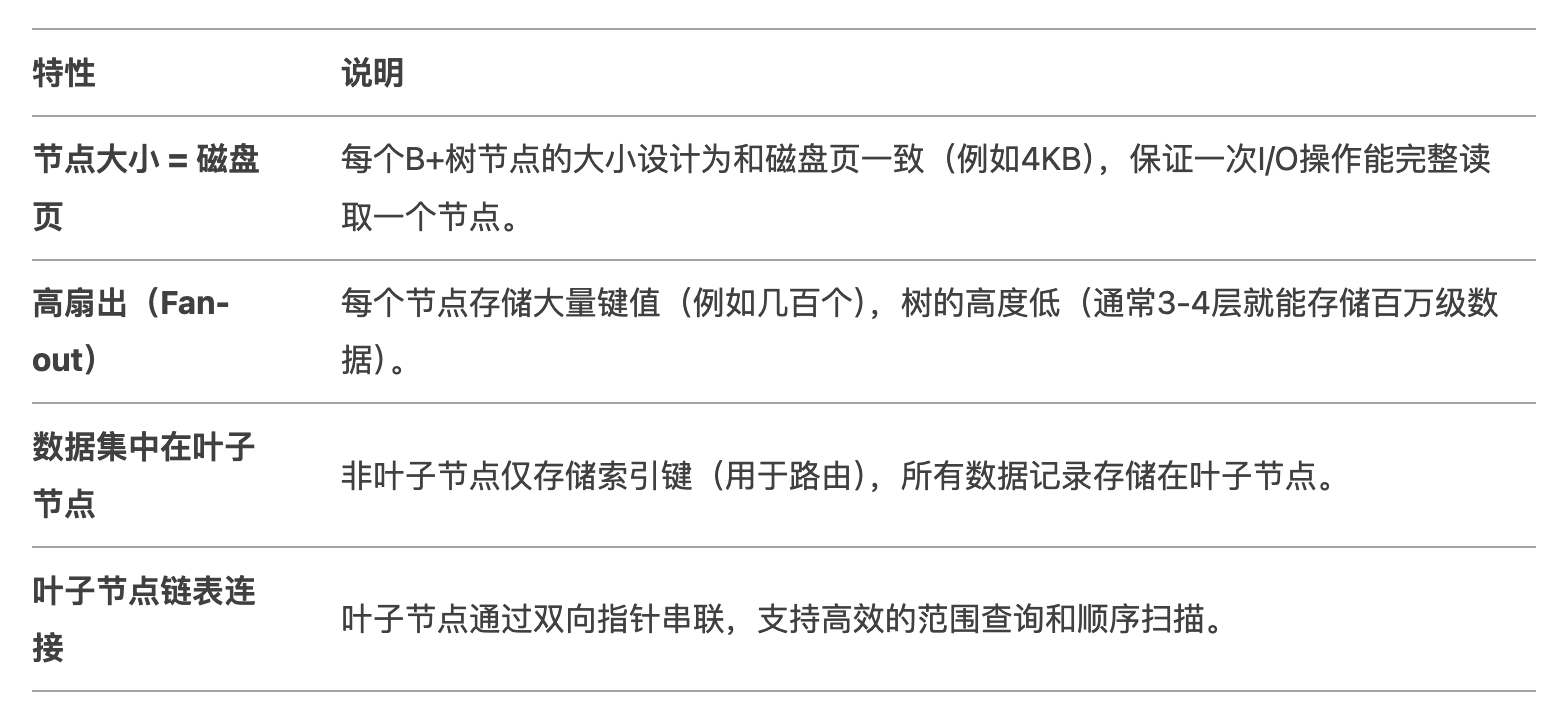 特性
说明
节点大小 = 磁盘
页
每个B+树节点的大小设计为和磁盘页一致（例如4KB），保证一次I/O操作能完整读
取一个节点。
高扇出（Fan-
out）
每个节点存储大量键值（例如几百个），树的高度低（通常3-4层就能存储百万级数
据）。
数据集中在叶子
节点
非叶子节点仅存储索引键（用于路由），所有数据记录存储在叶子节点。
叶子节点链表连
接
叶子节点通过双向指针串联，支持高效的范围查询和顺序扫描。